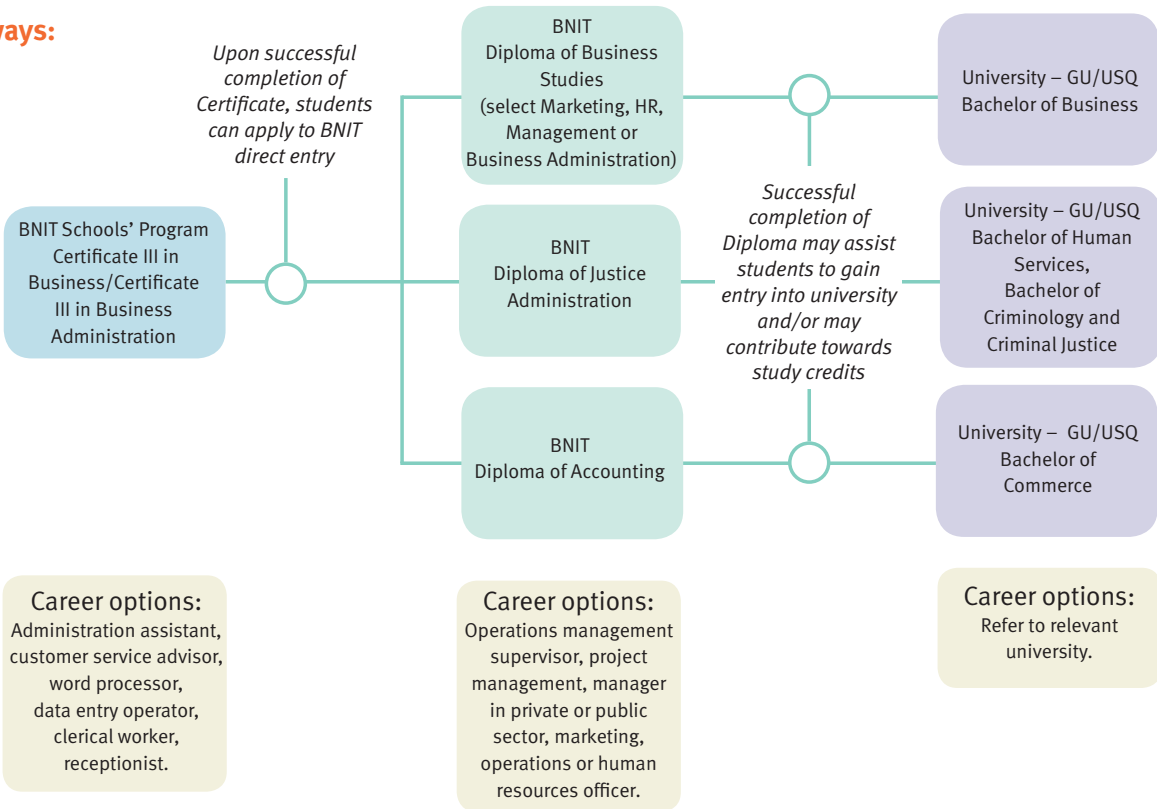 ways:
Upon successful
completion of
Certificate, students
can apply to BNIT
direct entry
BNIT Schools’ Program
Certificate III in
Business/Certificate
III in Business
Administration
BNIT
Diploma of Business
Studies
(select Marketing, HR,
Management or
Business Administration)
BNIT
Diploma of Justice
Administration
BNIT
Diploma of Accounting
Successful
completion of
Diploma may assist
students to gain
entry into university
and/or may
contribute towards
study credits
University – GU/USQ
Bachelor of Business
University – GU/USQ
Bachelor of Human
Services,
Bachelor of
Criminology and
Criminal Justice
University – GU/USQ
Bachelor of
Commerce
Career options:
Administration assistant,
customer service advisor,
word processor,
data entry operator,
clerical worker,
receptionist.
Career options:
Operations management
supervisor, project
management, manager
in private or public
sector, marketing,
operations or human
resources officer.
Career options:
Refer to relevant
university.